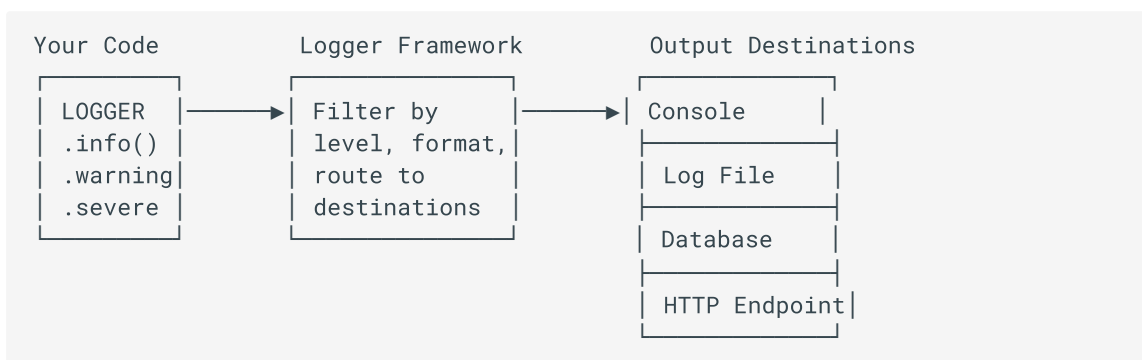 Your Code Logger Framework Output Destinations
LOGGER Filter by Console
.info() level, format,
.warning route to Log File
.severe destinations
Database
HTTP Endpoint